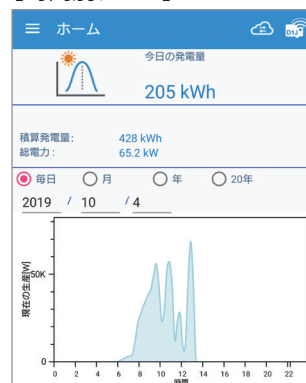 ホーム
D1J
今日の発電量
205 kWh
積算発電量: 428 kWh
総電力: 65.2 kW
毎日 月 年 20年
2019 / 10 / 4
現在の生産[W]
50K
0
0 2 4 6 8 10 12 14 16 18 20 22
時間